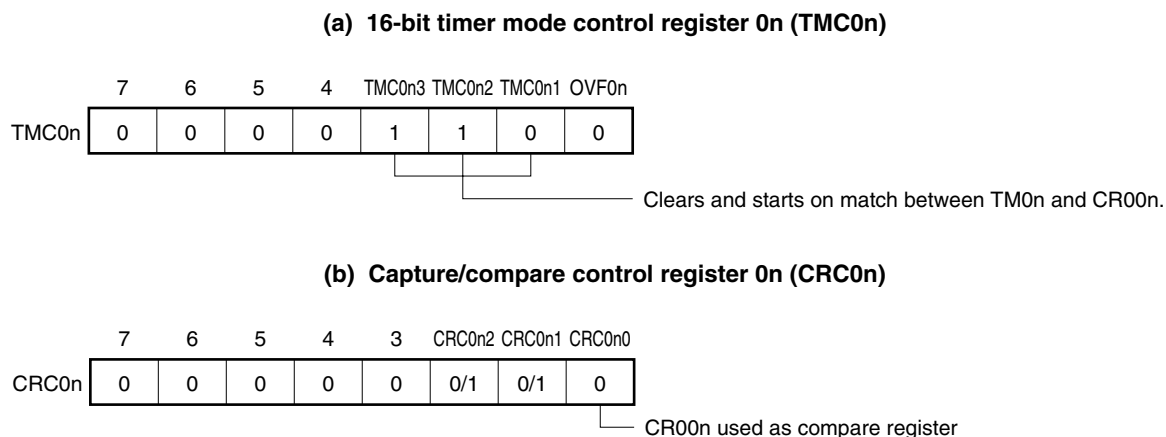 (a) 16-bit timer mode control register 0n (TMC0n)
7 6 5 4 TMC0n3 TMC0n2 TMC0n1 OVF0n
TMC0n 0 0 0 0 1 1 0 0
Clears and starts on match between TM0n and CR00n.
(b) Capture/compare control register 0n (CRC0n)
7 6 5 4 3 CRC0n2 CRC0n1 CRC0n0
CRC0n 0 0 0 0 0 0/1 0/1 0
CR00n used as compare register